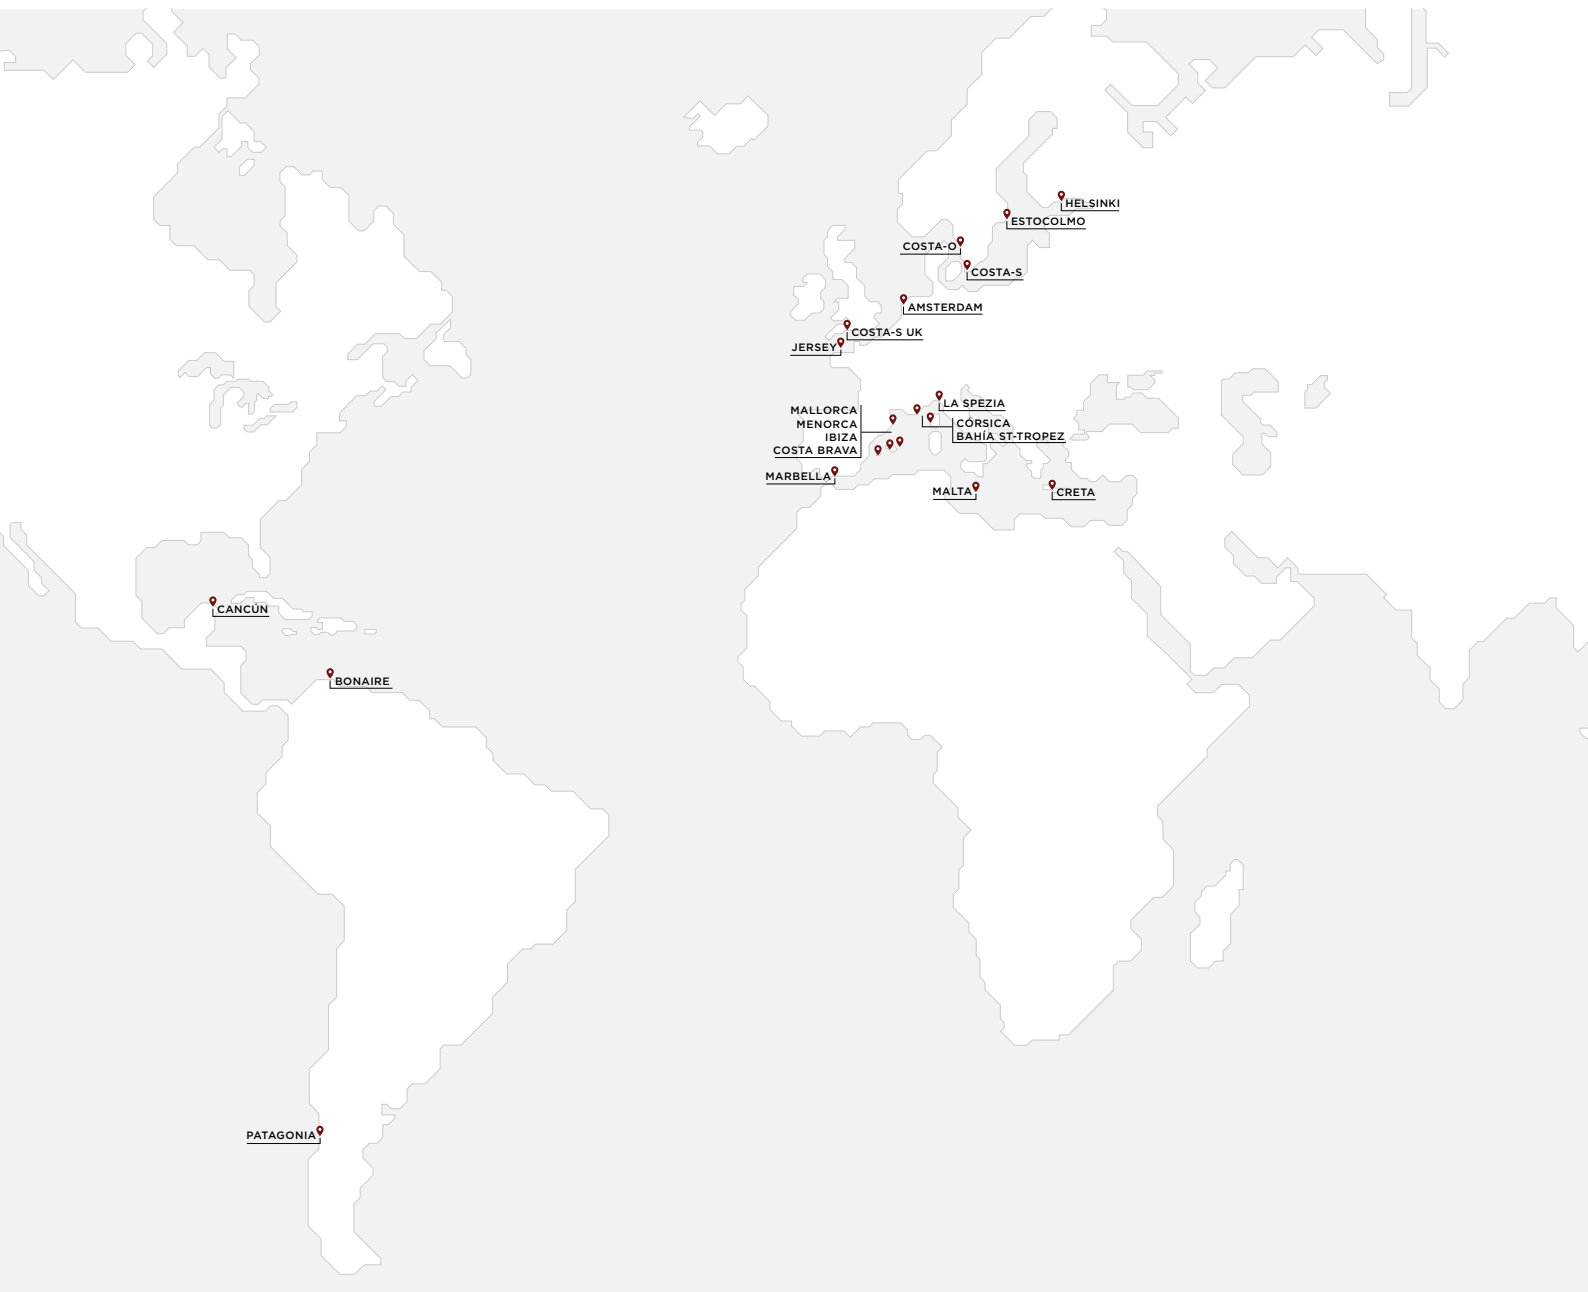 HELSINKI
ESTOCOLMO
COSTA-O
COSTA-S
AMSTERDAM
COSTA-S UK
JERSEY
LA SPEZIA
MALLORCA
MENORCA
IBIZA
COSTA BRAVA
CÓRSICA
BAHÍA ST-TROPEZ
MARBELLA
MALTA
CRETA
CANCÚN
BONAIRE
PATAGONIA